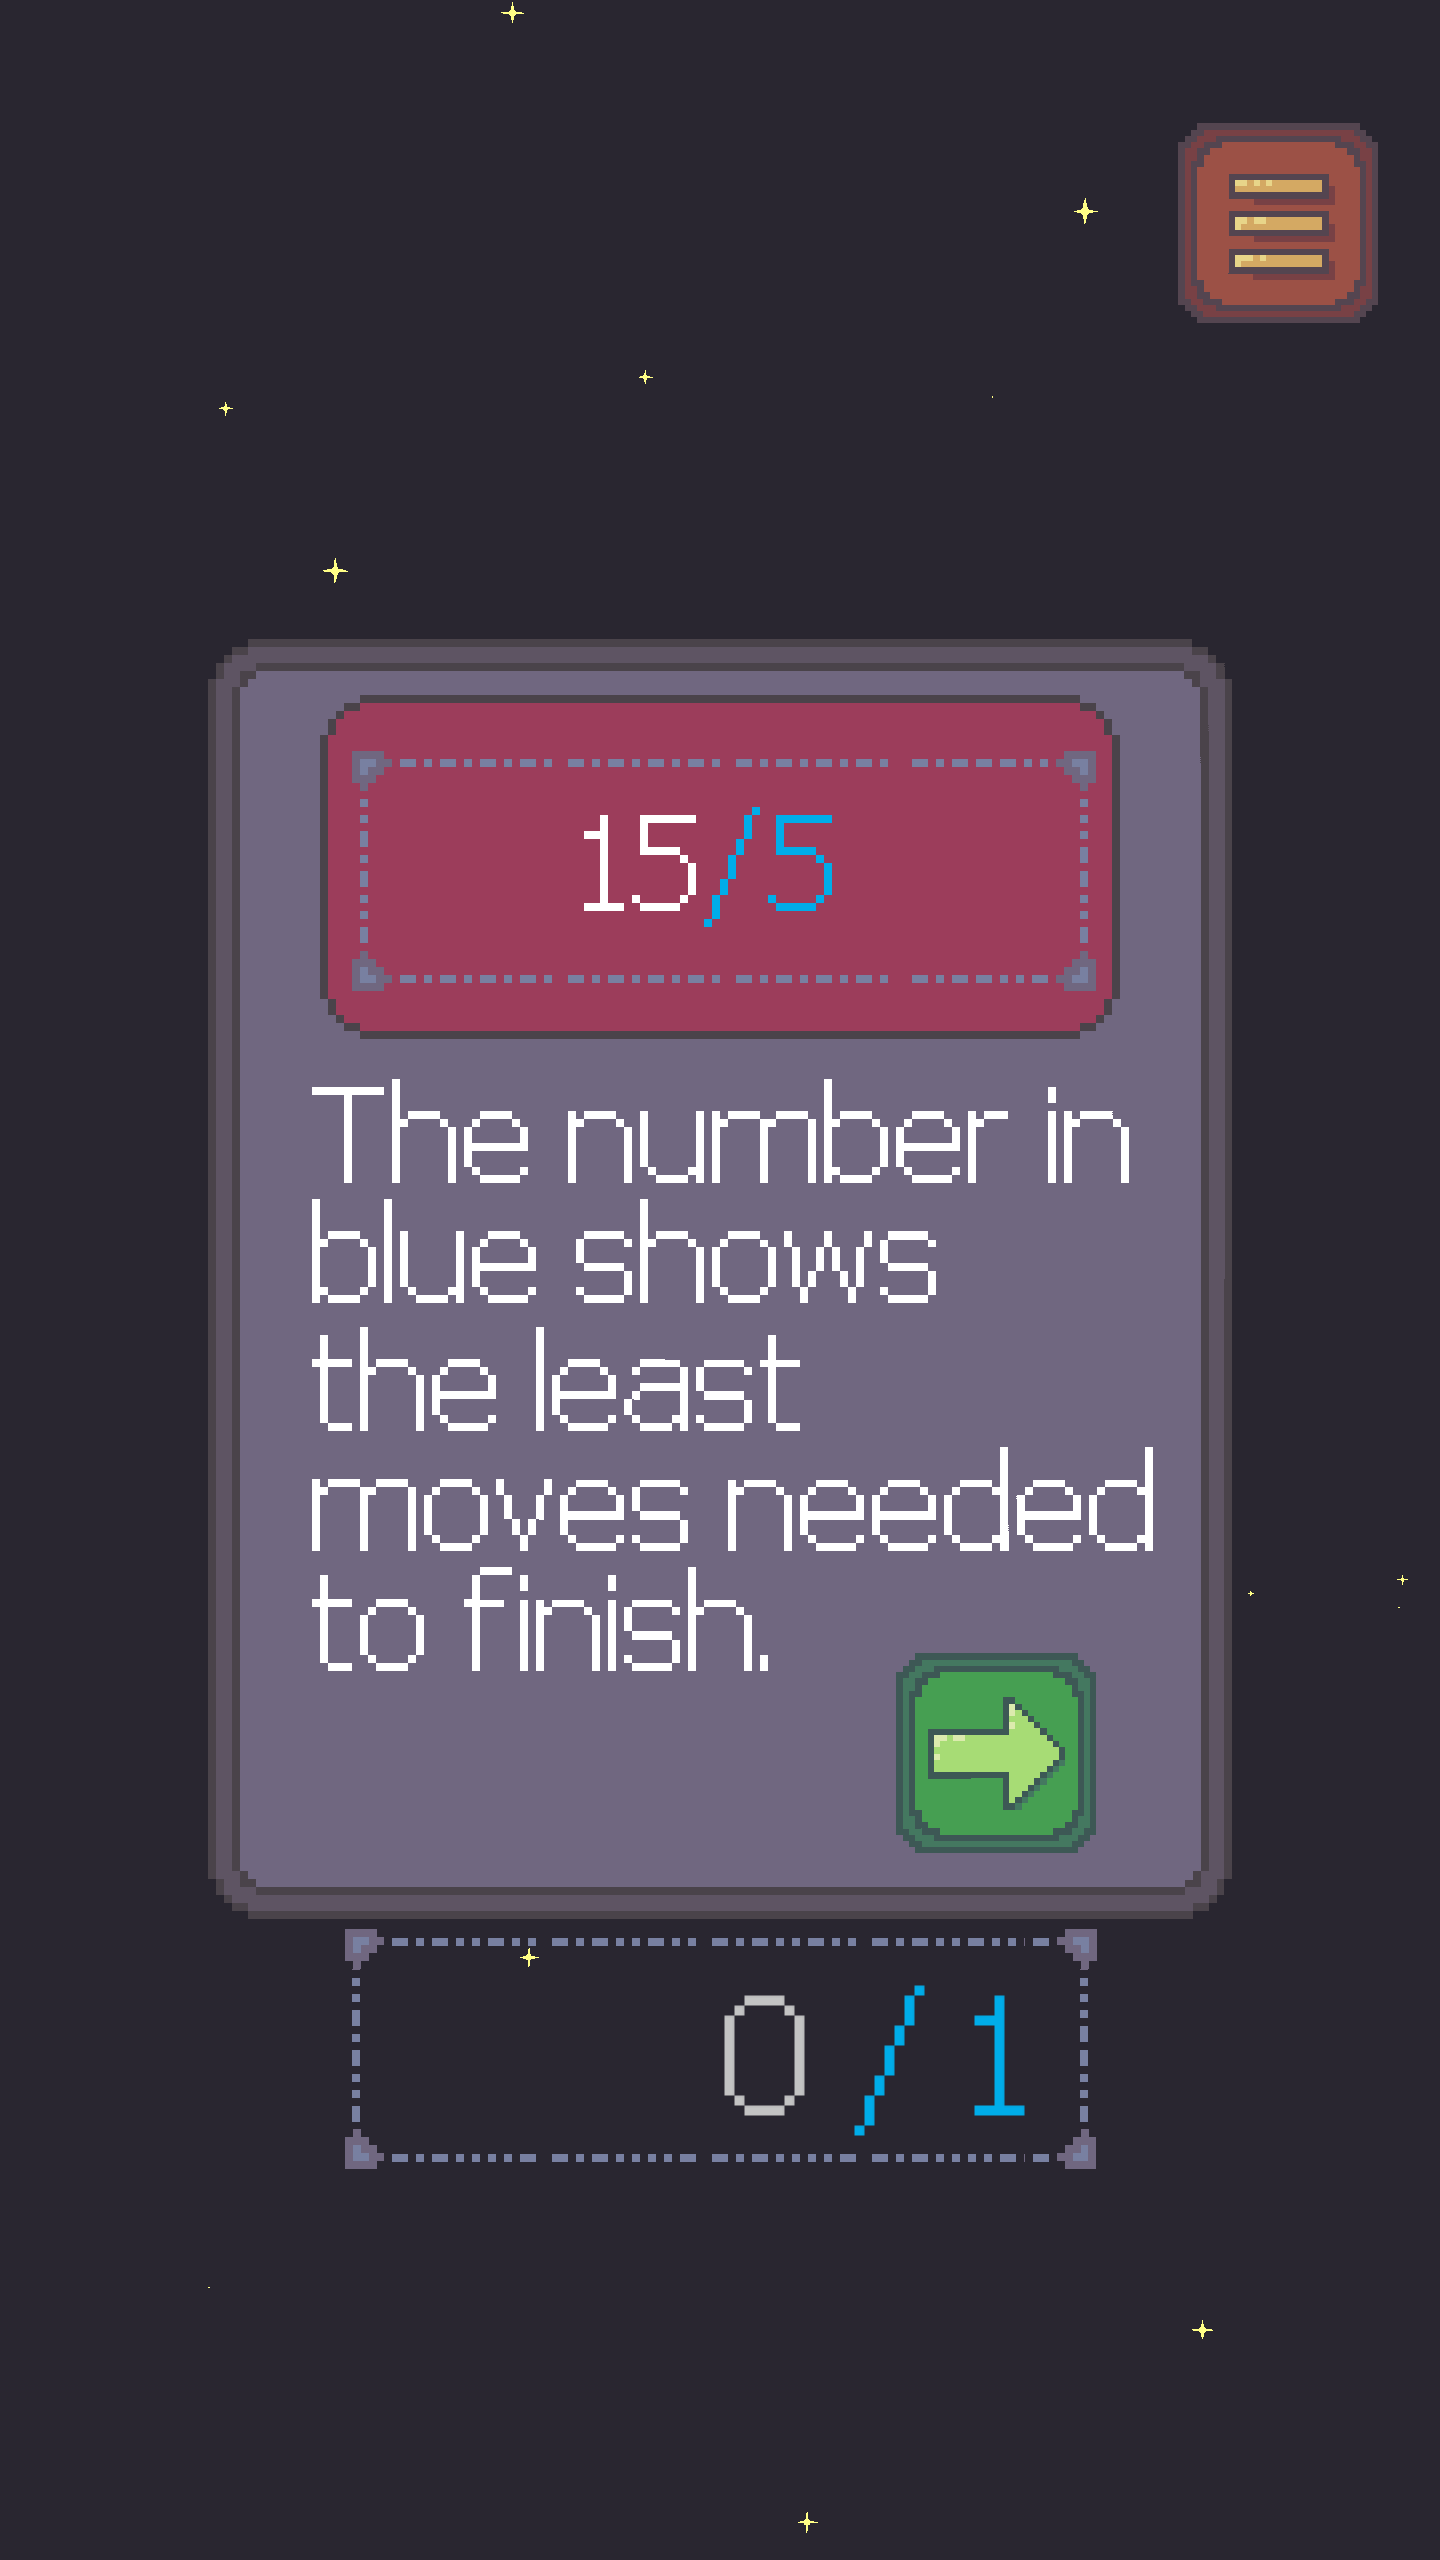 15/5
The number in
blue shows
the least
moves needed
to finish.
0/1